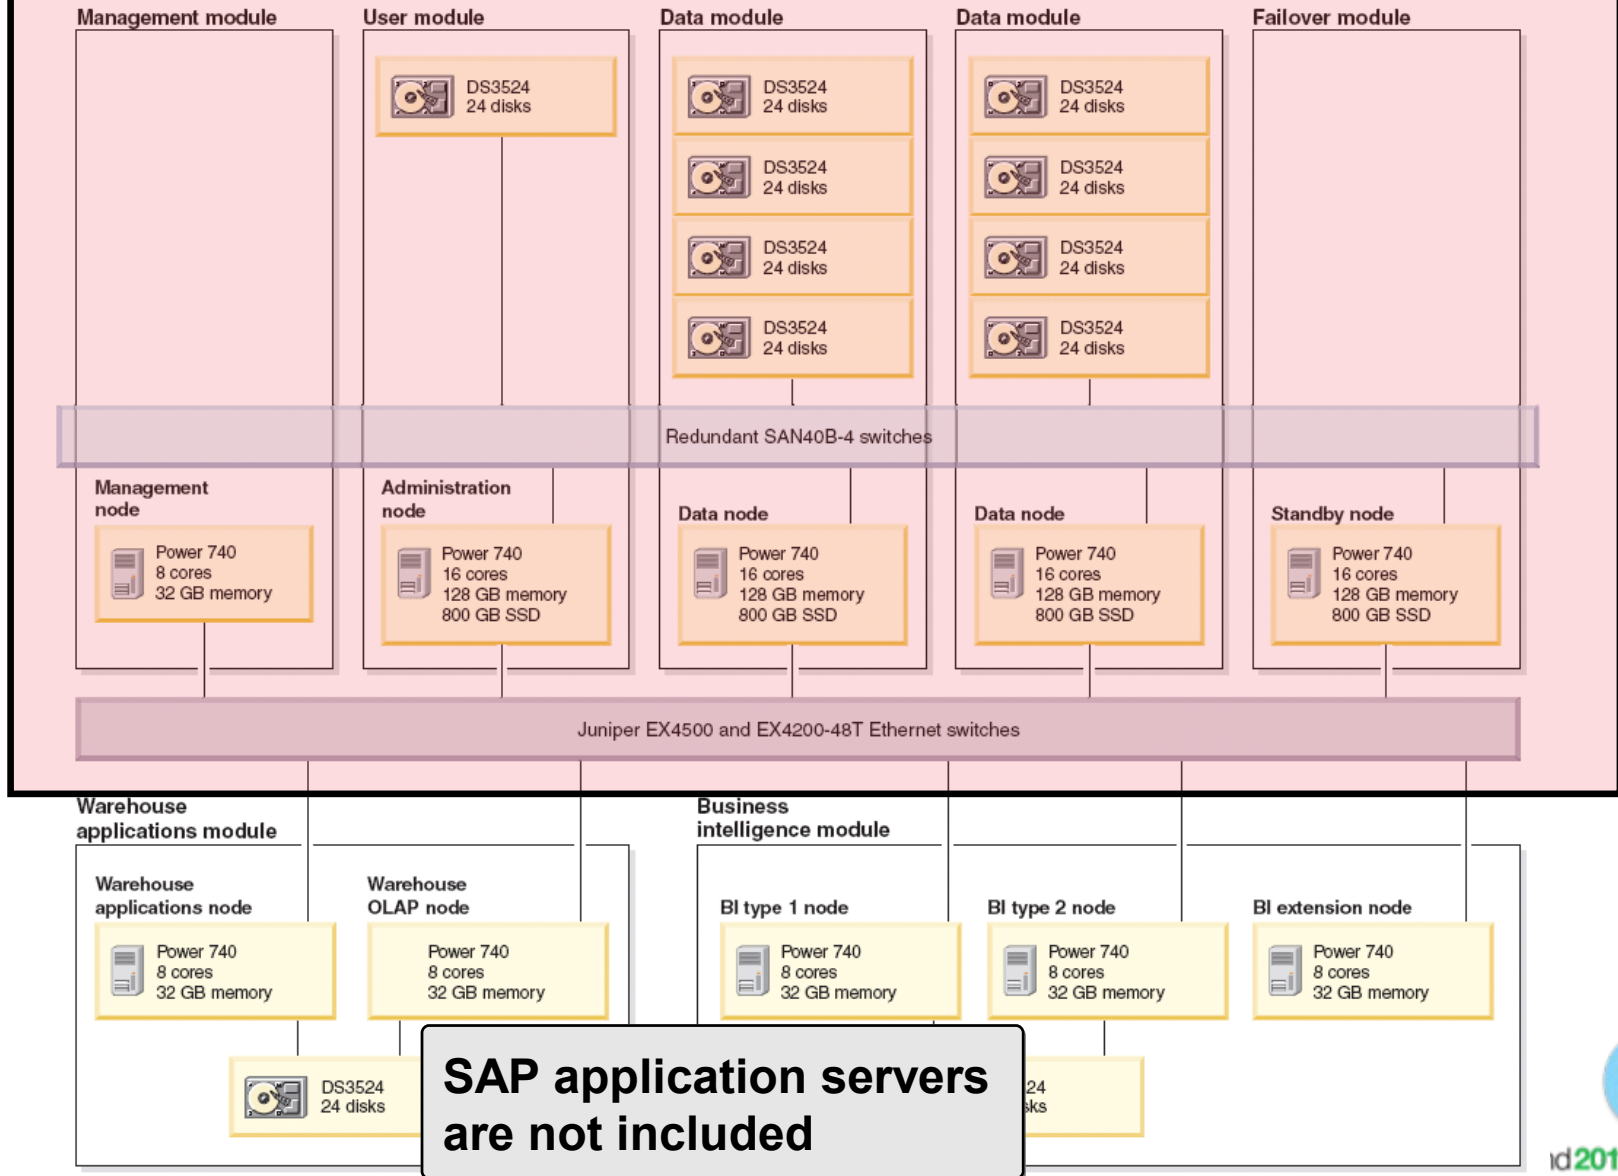 Management module
User module
Data module
Data module
Failover module
DS3524
24 disks
DS3524
24 disks
DS3524
24 disks
DS3524
24 disks
DS3524
24 disks
DS3524
24 disks
DS3524
24 disks
DS3524
24 disks
DS3524
24 disks
Redundant SAN40B-4 switches
Management
node
Power 740
8 cores
32 GB memory
Administration
node
Power 740
16 cores
128 GB memory
800 GB SSD
Data node
Power 740
16 cores
128 GB memory
800 GB SSD
Data node
Power 740
16 cores
128 GB memory
800 GB SSD
Standby node
Power 740
16 cores
128 GB memory
800 GB SSD
Juniper EX4500 and EX4200-48T Ethernet switches
Warehouse
applications module
Warehouse
applications node
Power 740
8 cores
32 GB memory
Warehouse
OLAP node
Power 740
8 cores
32 GB memory
DS3524
24 disks
Business
intelligence module
BI type 1 node
Power 740
8 cores
32 GB memory
BI type 2 node
Power 740
8 cores
32 GB memory
BI extension node
Power 740
8 cores
32 GB memory
24
SAP application servers
are not included